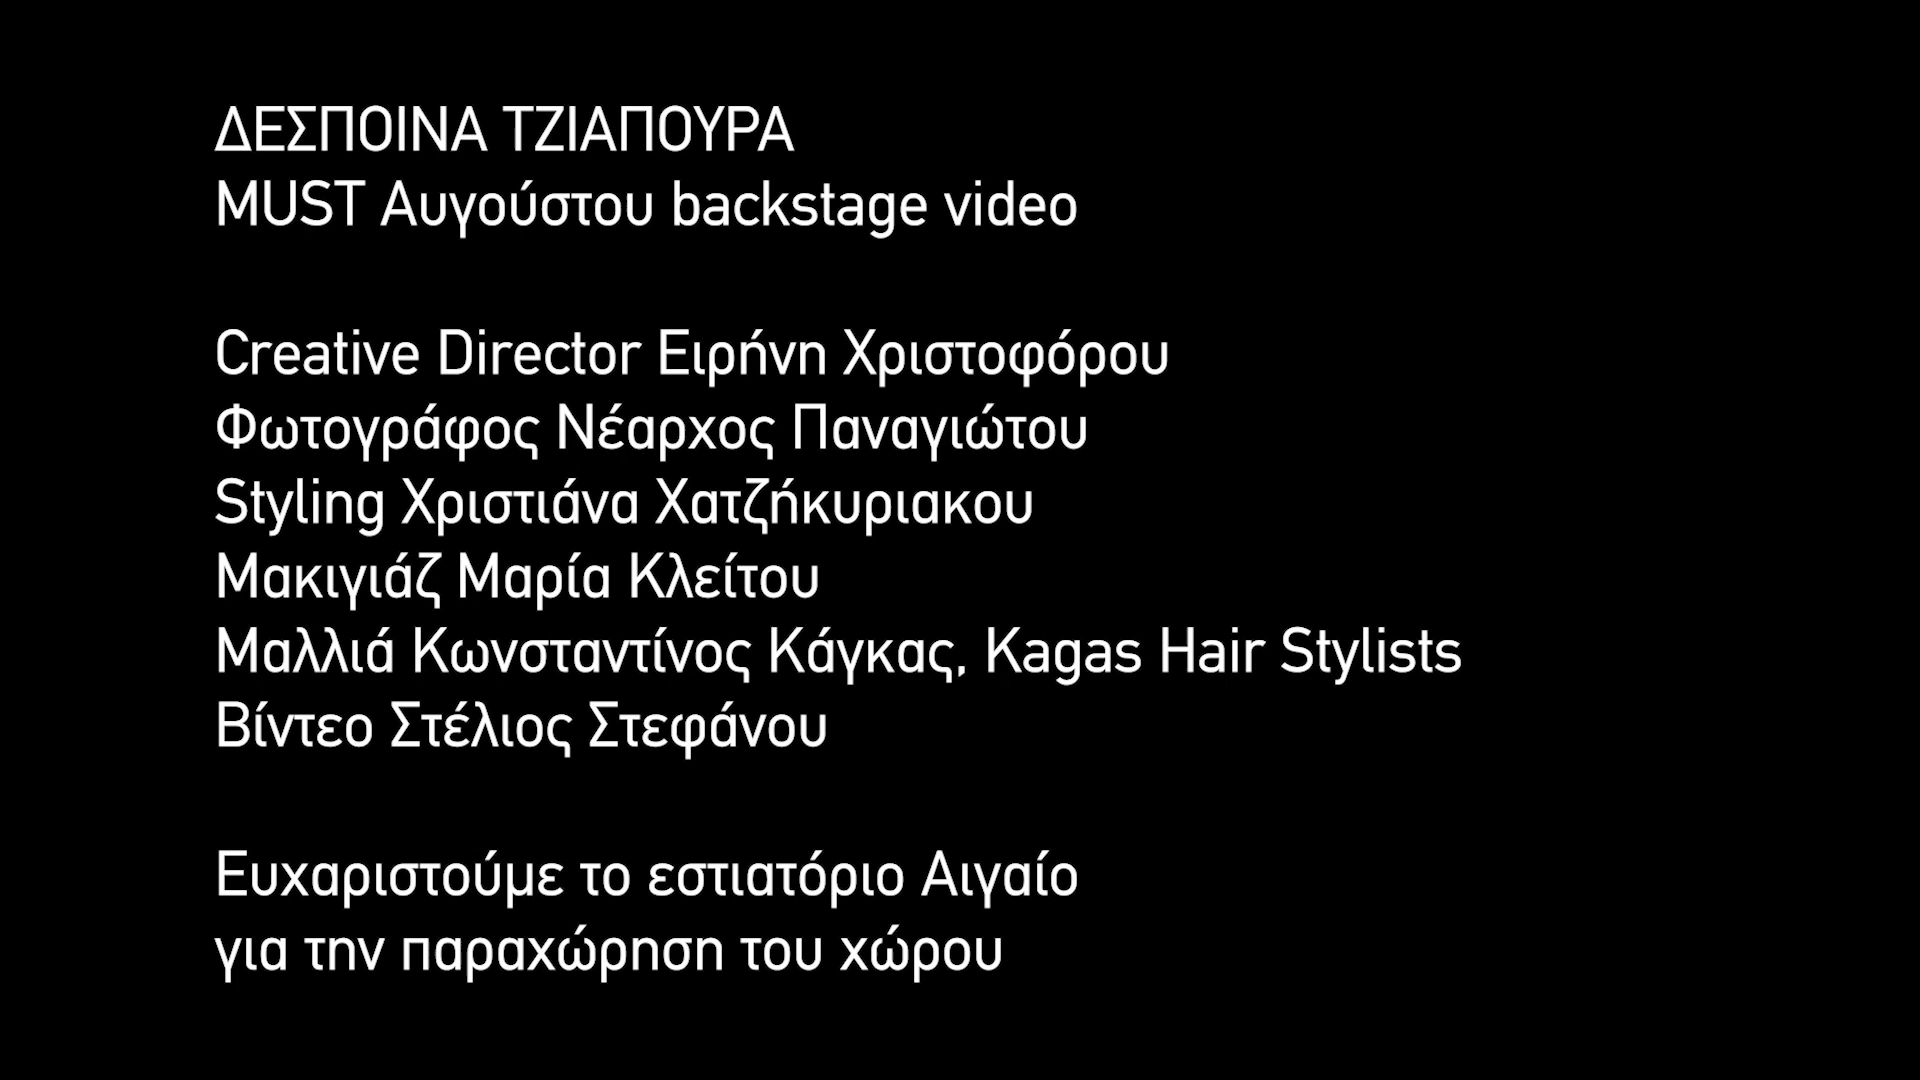 ΔΕΣΠΟΙΝΑ ΤΖΙΑΠΟΥΡΑ
MUST Αυγούστου backstage video
Creative Director Ειρήνη Χριστοφόρου
Φωτογράφος Νέαρχος Παναγιώτου
Styling Χριστιάνα Χατζήκυριακου
Μακιγιάζ Μαρία Κλείτου
Μαλλιά Κωνσταντίνος Κάγκας, Kagas Hair Stylists
Βίντεο Στέλιος Στεφάνου
Ευχαριστούμε το εστιατόριο Αιγαίο
για την παραχώρηση του χώρου